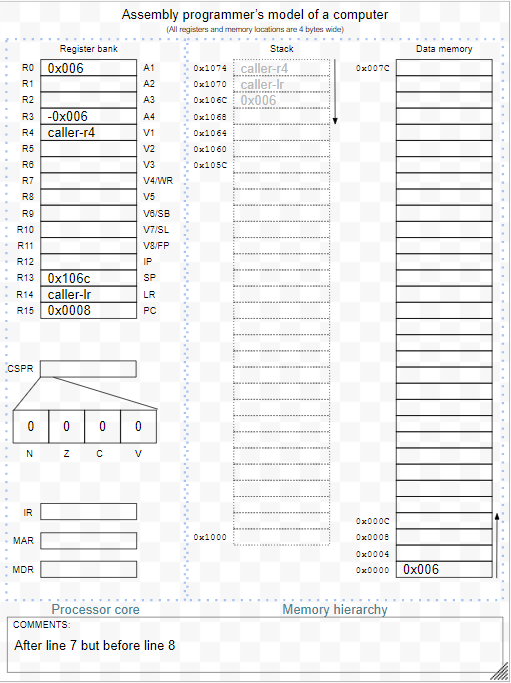 Assembly programmer's model of a computer
(All registers and memory locations are 4 bytes wide)
Register bank
Stack
Data memory
R0 0x006 A1
R1 A2
R2 A3
R3 -0x006 A4
R4 caller-r4 V1
R5 V2
R6 V3
R7 V4/WR
R8 V5
R9 V6/SB
R10 V7/SL
R11 V8/FP
R12 IP
R13 0x106c SP
R14 caller-lr LR
R15 0x0008 PC
CSPR
0 0 0 0
N Z C V
IR
MAR
MDR
Processor core
0x1074 caller-r4
0x1070 caller-lr
0x106C 0x006
0x1068
0x1064
0x1060
0x105C
0x1000
0x007C
0x000C
0x0008
0x0004
0x0000 0x006
Memory hierarchy
COMMENTS:
After line 7 but before line 8